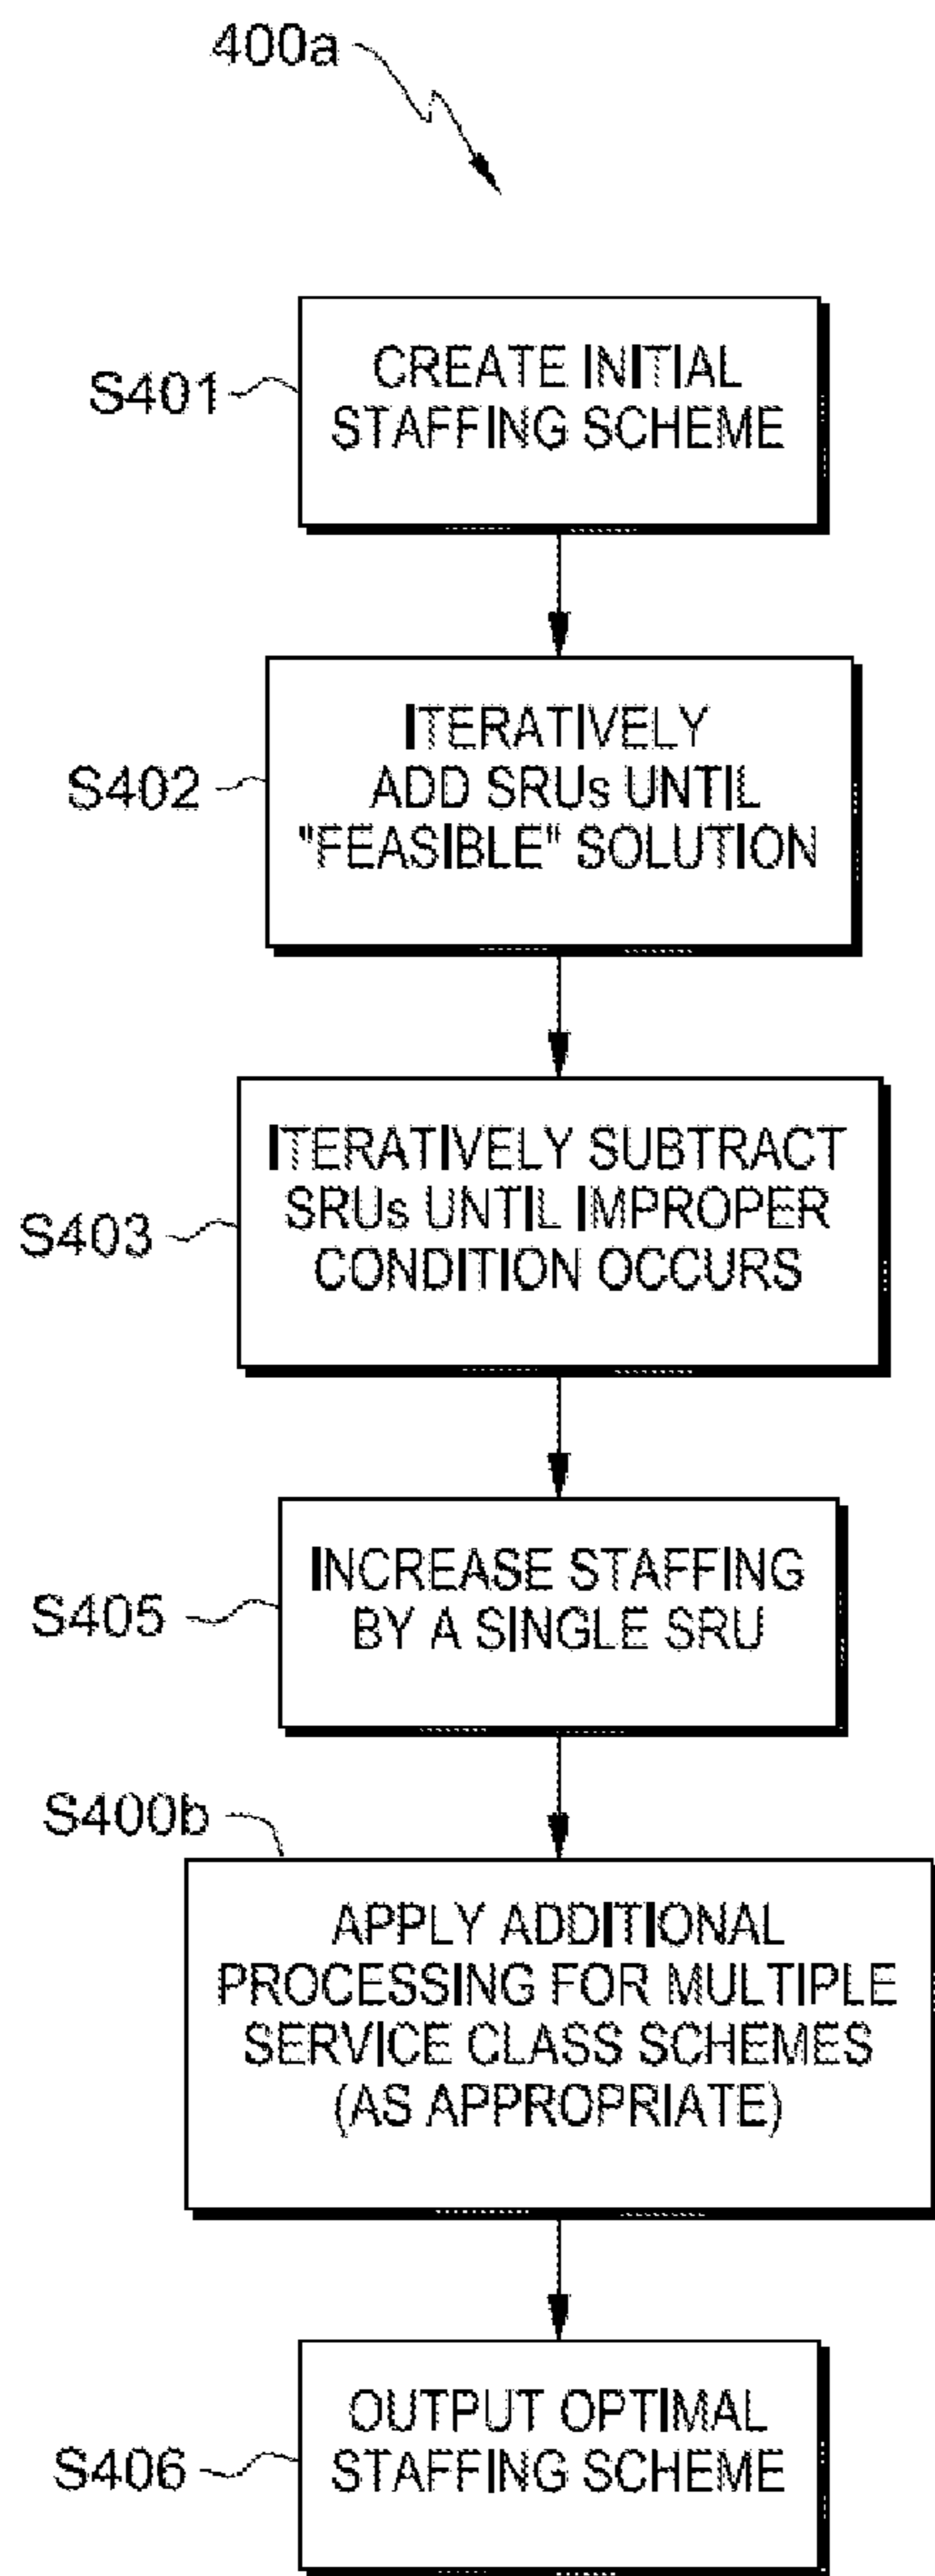 400a
S401
CREATE INITIAL
STAFFING SCHEME
S402
ITERATIVELY
ADD SRUs UNTIL
"FEASIBLE" SOLUTION
S403
ITERATIVELY SUBTRACT
SRUs UNTIL IMPROPER
CONDITION OCCURS
S405
INCREASE STAFFING
BY A SINGLE SRU
S400b
APPLY ADDITIONAL
PROCESSING FOR MULTIPLE
SERVICE CLASS SCHEMES
(AS APPROPRIATE)
S406
OUTPUT OPTIMAL
STAFFING SCHEME